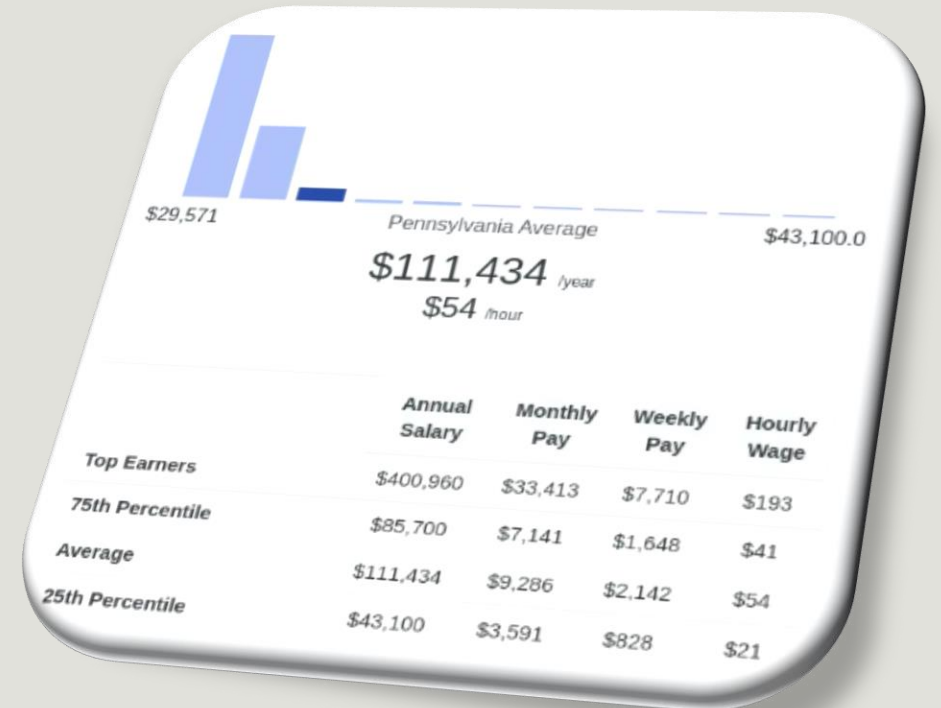 $29,571
Pennsylvania Average
$43,100.0
$111,434 /year
$54 /hour
Annual Salary Monthly Pay Weekly Pay Hourly Wage
Top Earners $400,960 $33,413 $7,710 $193
75th Percentile $85,700 $7,141 $1,648 $41
Average $111,434 $9,286 $2,142 $54
25th Percentile $43,100 $3,591 $828 $21